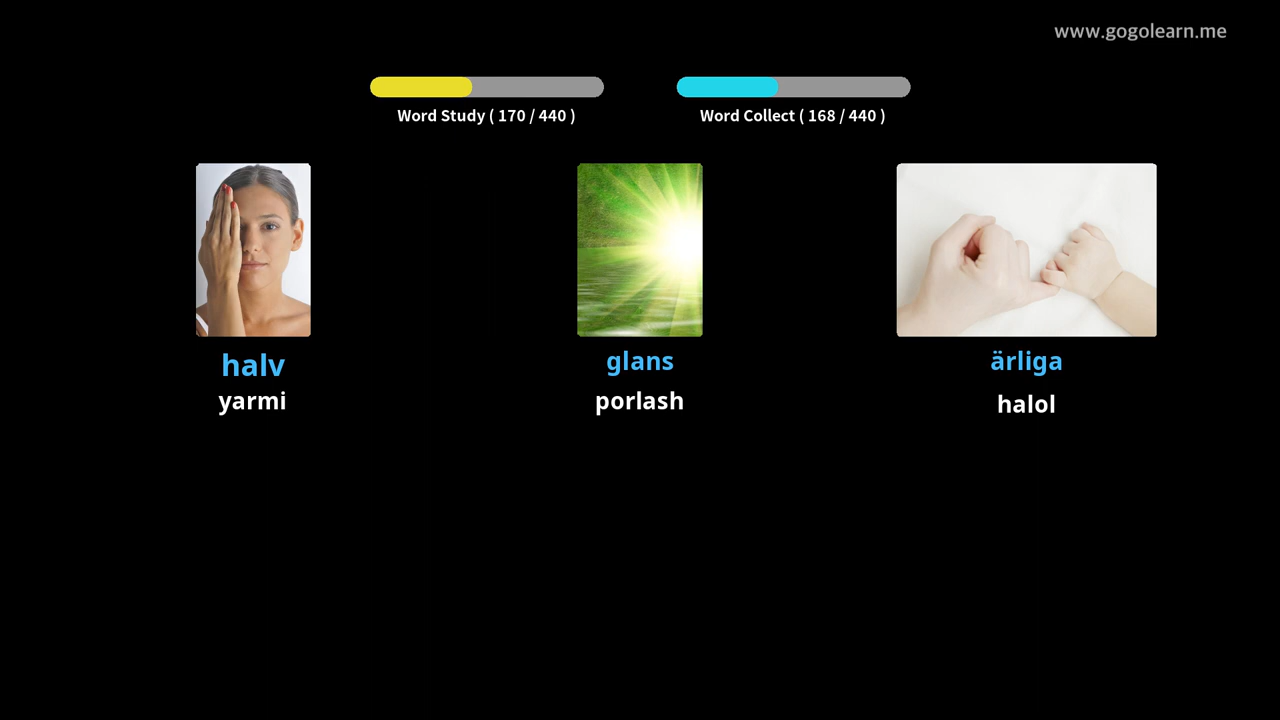 www.gogolearn.me
Word Study ( 170 / 440 )
Word Collect ( 168 / 440 )
halv
yarmi
glans
porlash
ärliga
halol